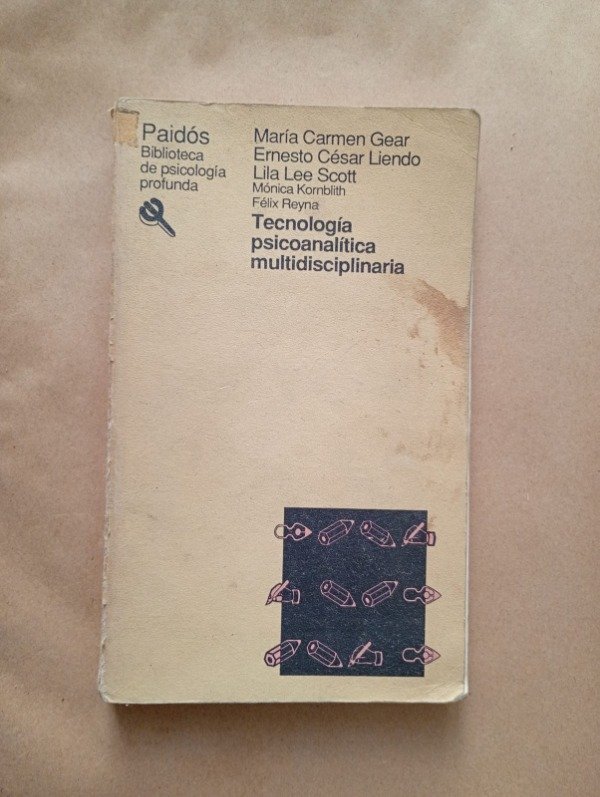 Paidós
Biblioteca
de psicología
profunda
María Carmen Gear
Ernesto César Liendo
Lila Lee Scott
Mónica Kornblith
Félix Reyna
Tecnología
psicoanalítica
multidisciplinaria